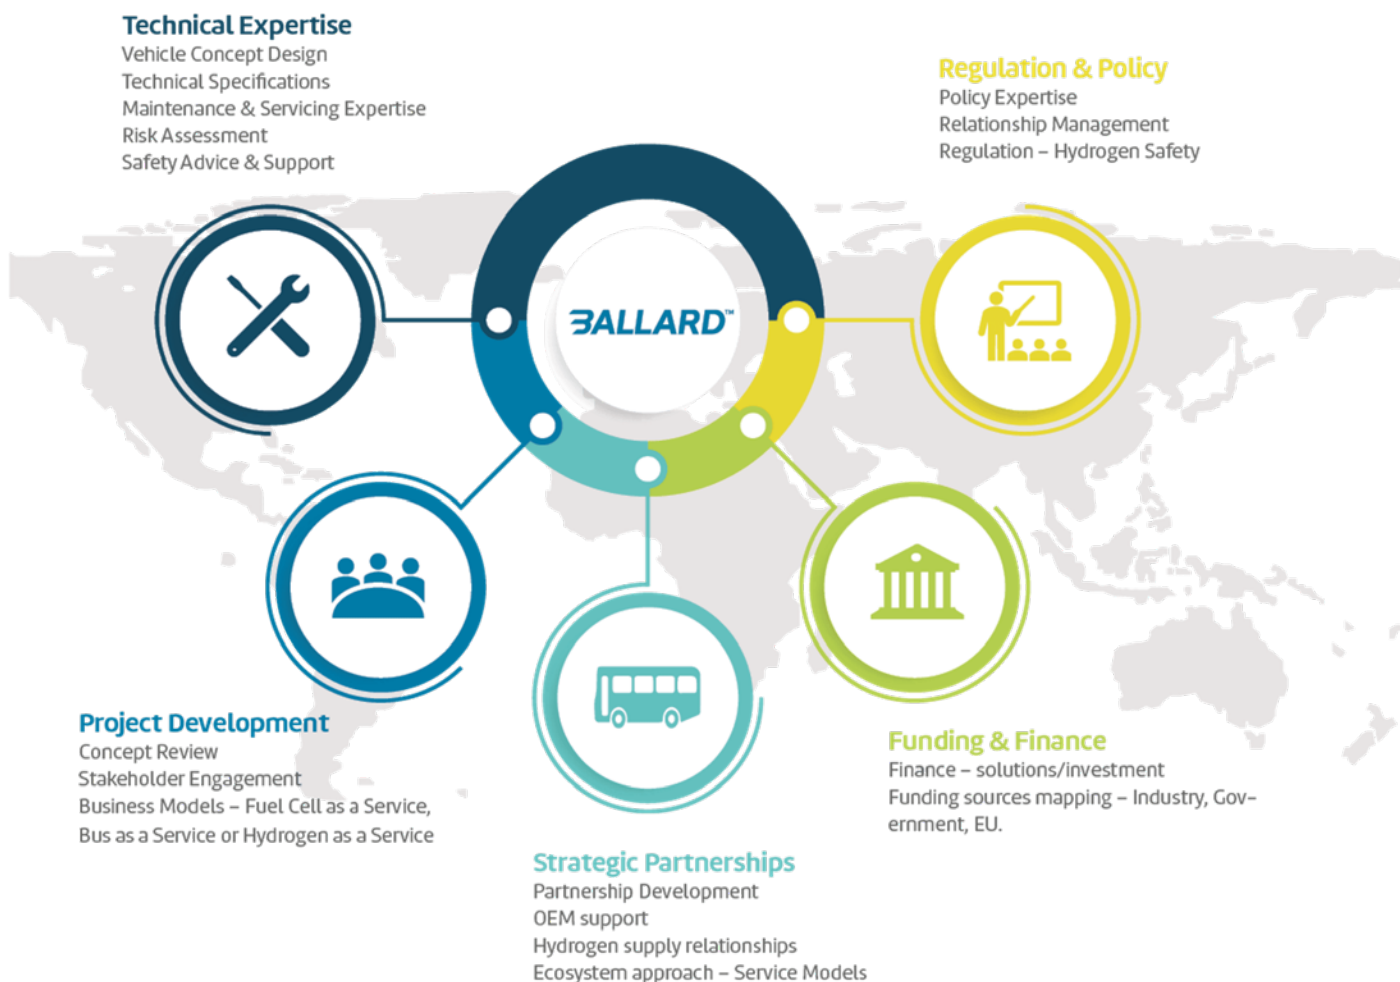 Technical Expertise
Vehicle Concept Design
Technical Specifications
Maintenance & Servicing Expertise
Risk Assessment
Safety Advice & Support
Regulation & Policy
Policy Expertise
Relationship Management
Regulation – Hydrogen Safety
BALLARD™
Project Development
Concept Review
Stakeholder Engagement
Business Models – Fuel Cell as a Service,
Bus as a Service or Hydrogen as a Service
Funding & Finance
Finance – solutions/investment
Funding sources mapping – Industry, Gov–
ernment, EU.
Strategic Partnerships
Partnership Development
OEM support
Hydrogen supply relationships
Ecosystem approach – Service Models